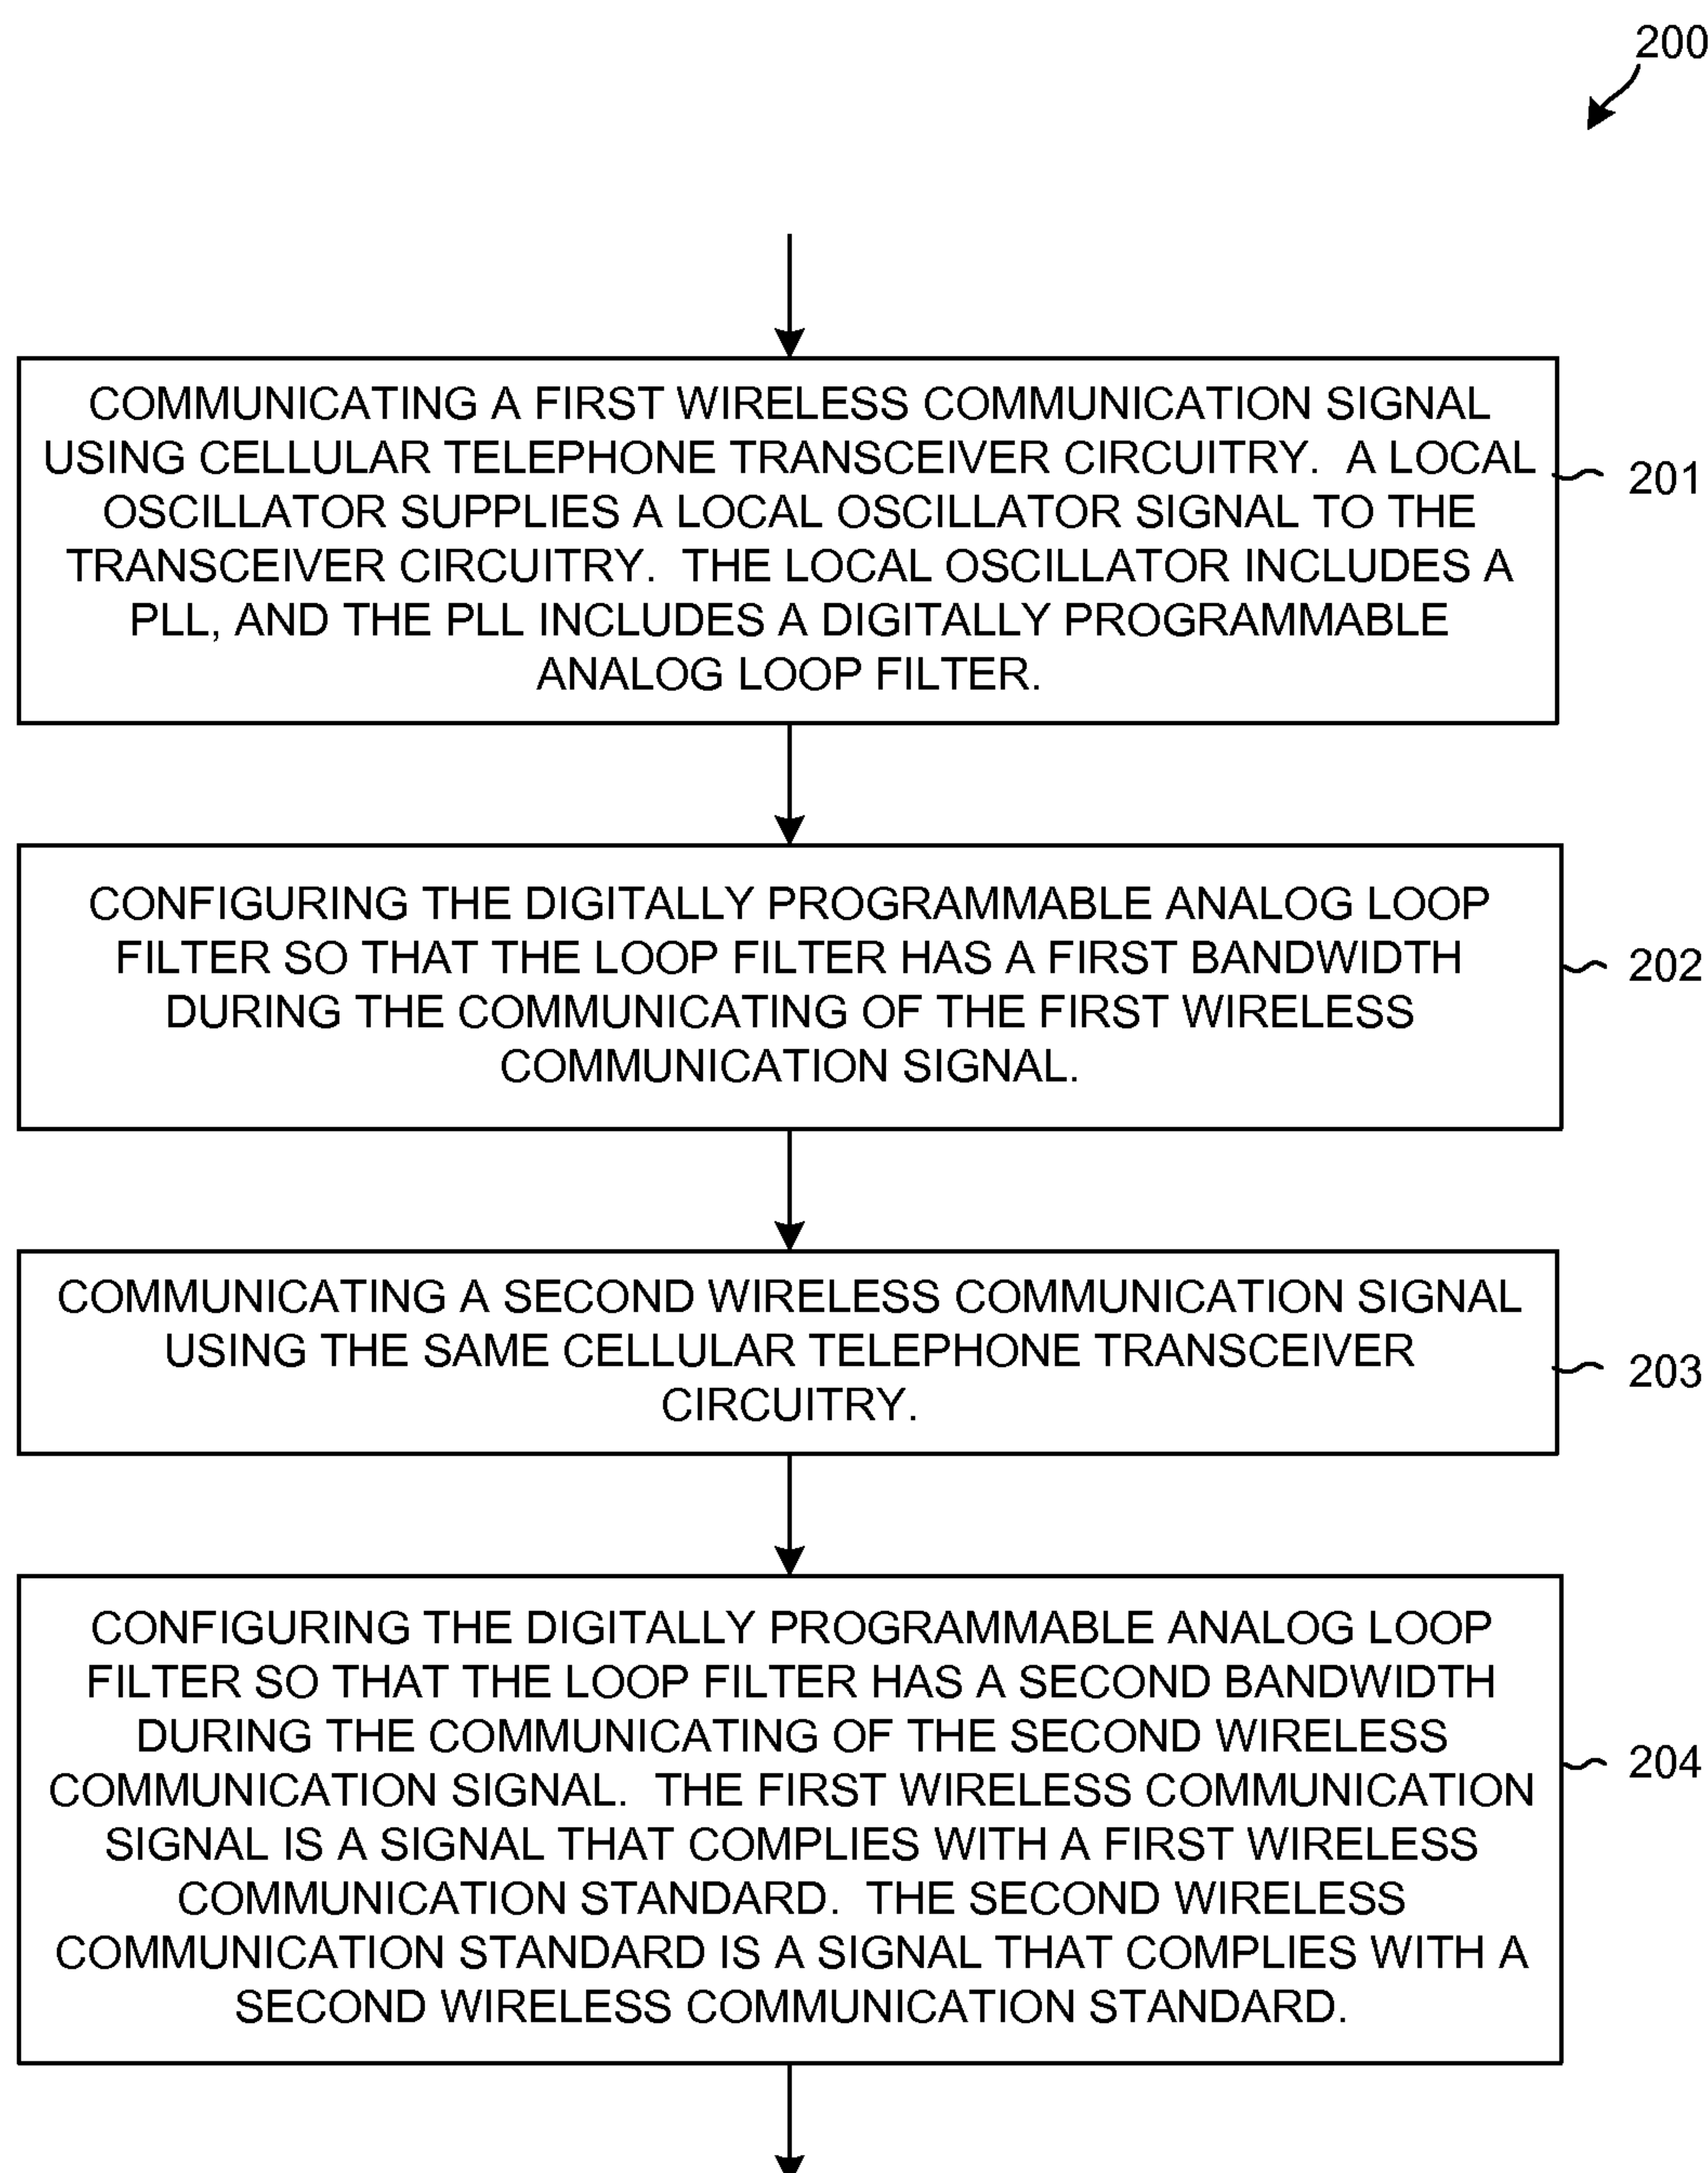 200
COMMUNICATING A FIRST WIRELESS COMMUNICATION SIGNAL
USING CELLULAR TELEPHONE TRANSCEIVER CIRCUITRY. A LOCAL
OSCILLATOR SUPPLIES A LOCAL OSCILLATOR SIGNAL TO THE
TRANSCEIVER CIRCUITRY. THE LOCAL OSCILLATOR INCLUDES A
PLL, AND THE PLL INCLUDES A DIGITALLY PROGRAMMABLE
ANALOG LOOP FILTER.
201
CONFIGURING THE DIGITALLY PROGRAMMABLE ANALOG LOOP
FILTER SO THAT THE LOOP FILTER HAS A FIRST BANDWIDTH
DURING THE COMMUNICATING OF THE FIRST WIRELESS
COMMUNICATION SIGNAL.
202
COMMUNICATING A SECOND WIRELESS COMMUNICATION SIGNAL
USING THE SAME CELLULAR TELEPHONE TRANSCEIVER
CIRCUITRY.
203
CONFIGURING THE DIGITALLY PROGRAMMABLE ANALOG LOOP
FILTER SO THAT THE LOOP FILTER HAS A SECOND BANDWIDTH
DURING THE COMMUNICATING OF THE SECOND WIRELESS
COMMUNICATION SIGNAL. THE FIRST WIRELESS COMMUNICATION
SIGNAL IS A SIGNAL THAT COMPLIES WITH A FIRST WIRELESS
COMMUNICATION STANDARD. THE SECOND WIRELESS
COMMUNICATION STANDARD IS A SIGNAL THAT COMPLIES WITH A
SECOND WIRELESS COMMUNICATION STANDARD.
204